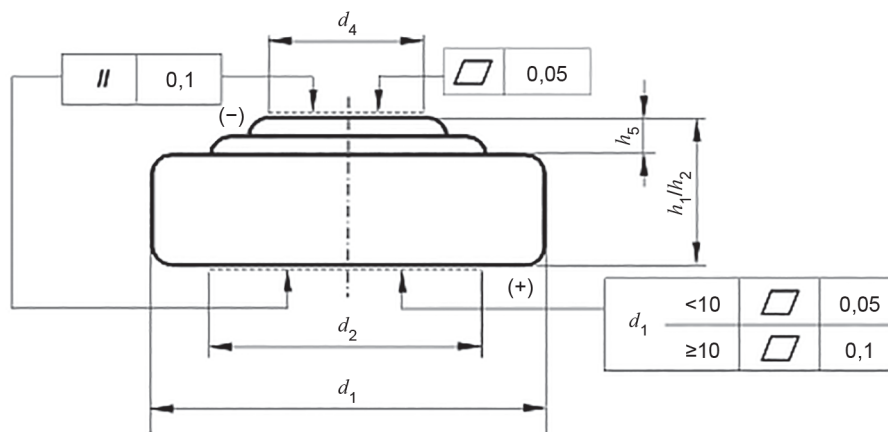 d₄
// 0,1
⏥ 0,05
(−)
h₅
h₁/h₂
(+)
d₁ <10 ⏥ 0,05
≥10 ⏥ 0,1
d₂
d₁